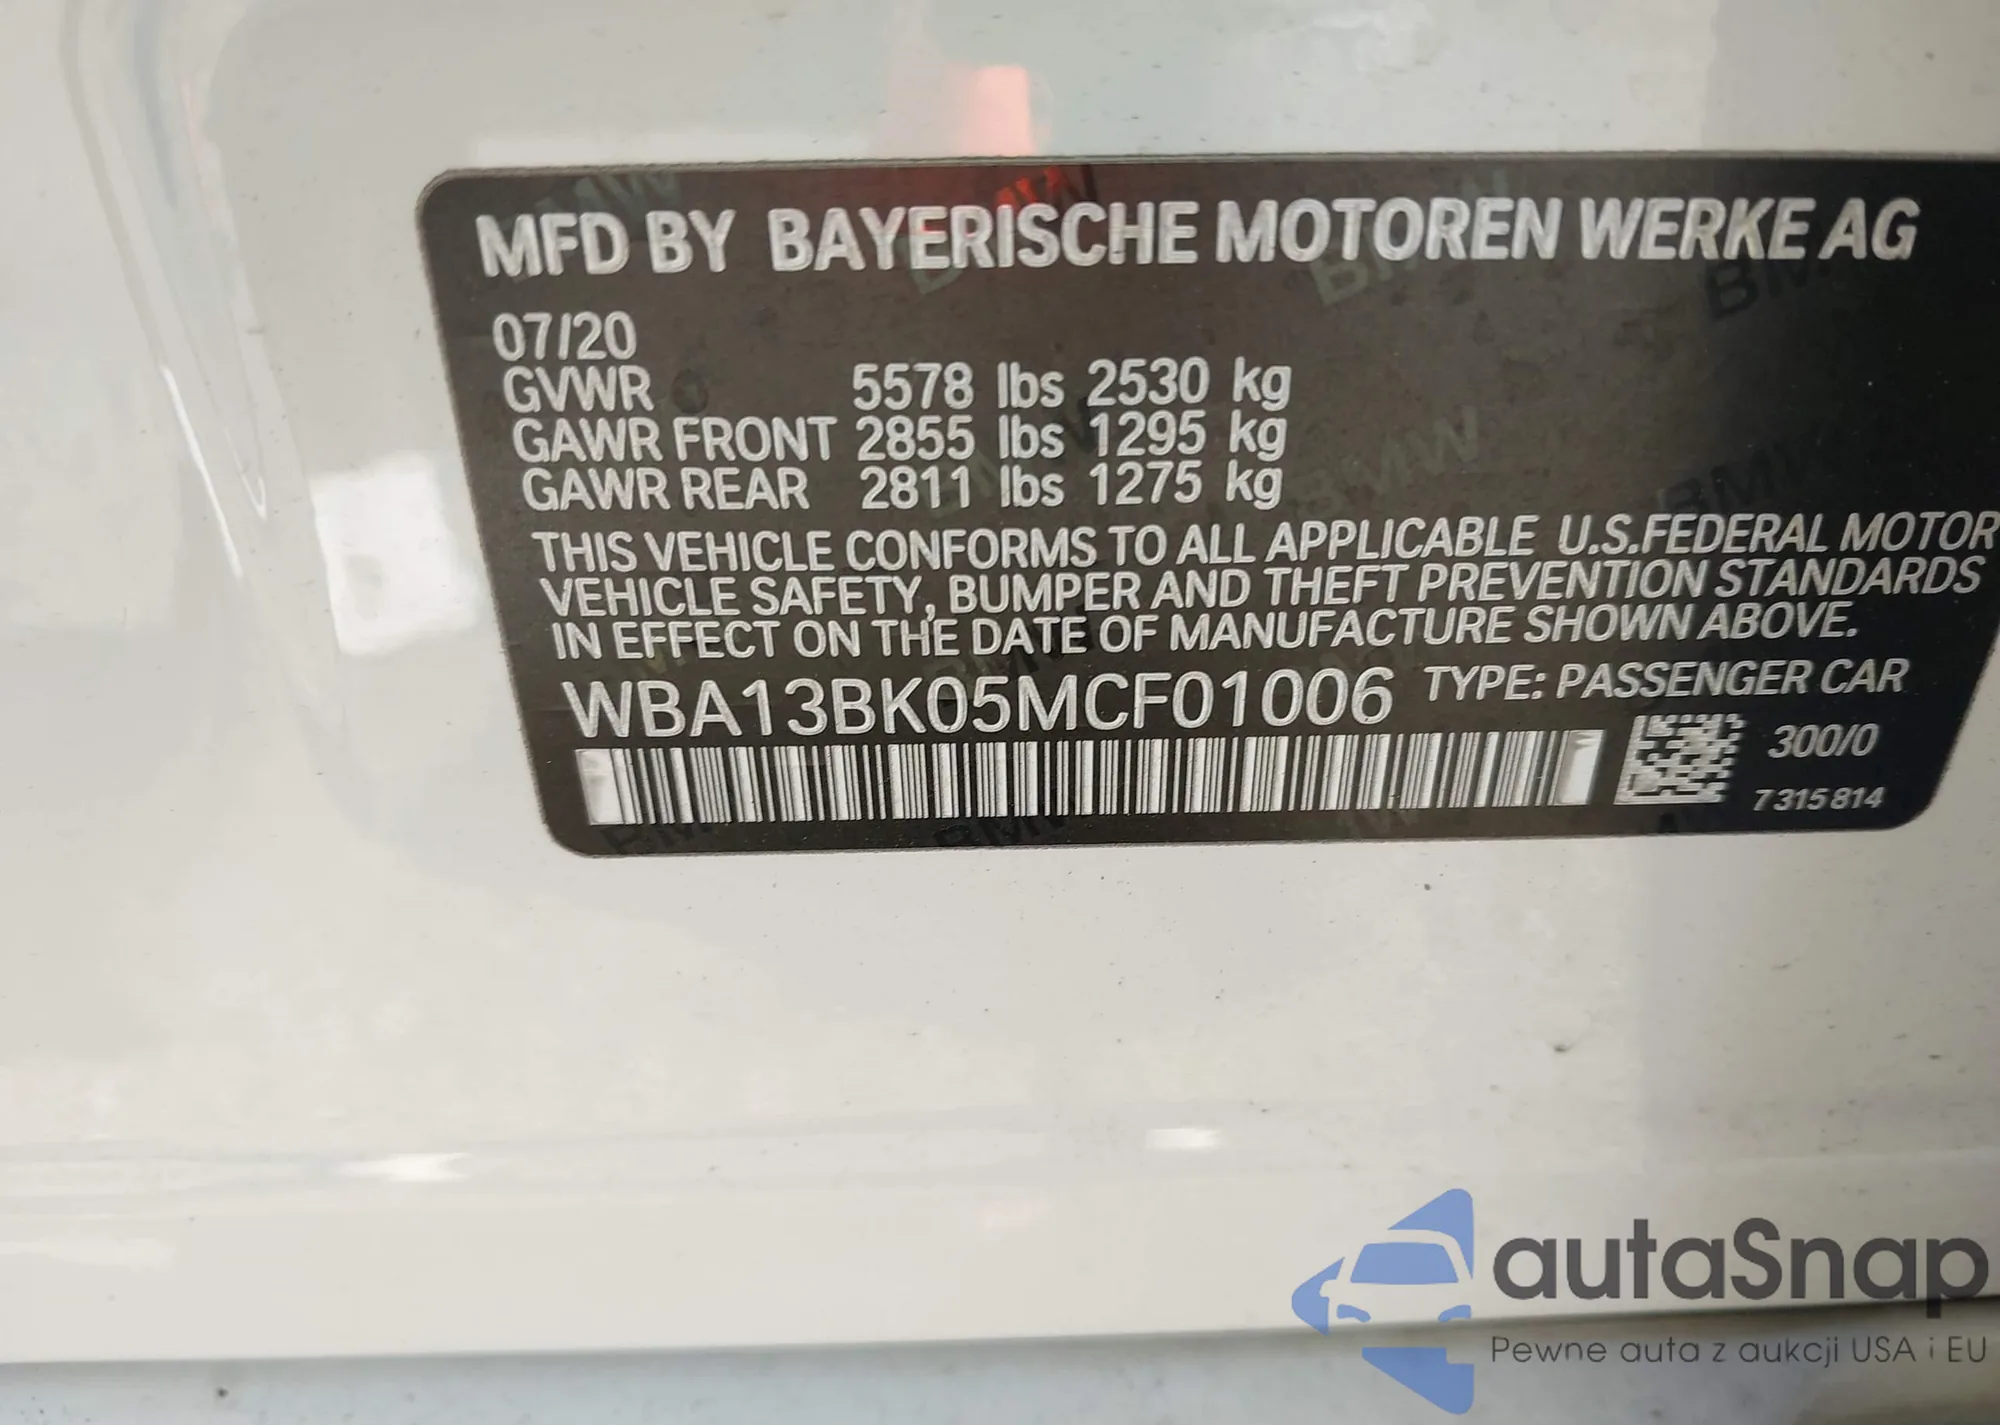 MFD BY BAYERISCHE MOTOREN WERKE AG
07/20
GVWR 5578 lbs 2530 kg
GAWR FRONT 2855 lbs 1295 kg
GAWR REAR 2811 lbs 1275 kg
THIS VEHICLE CONFORMS TO ALL APPLICABLE U.S.FEDERAL MOTOR
VEHICLE SAFETY, BUMPER AND THEFT PREVENTION STANDARDS
IN EFFECT ON THE DATE OF MANUFACTURE SHOWN ABOVE.
WBA13BK05MCF01006 TYPE: PASSENGER CAR
300/0
7315814
autaSnap
Pewne auta z aukcji USA i EU